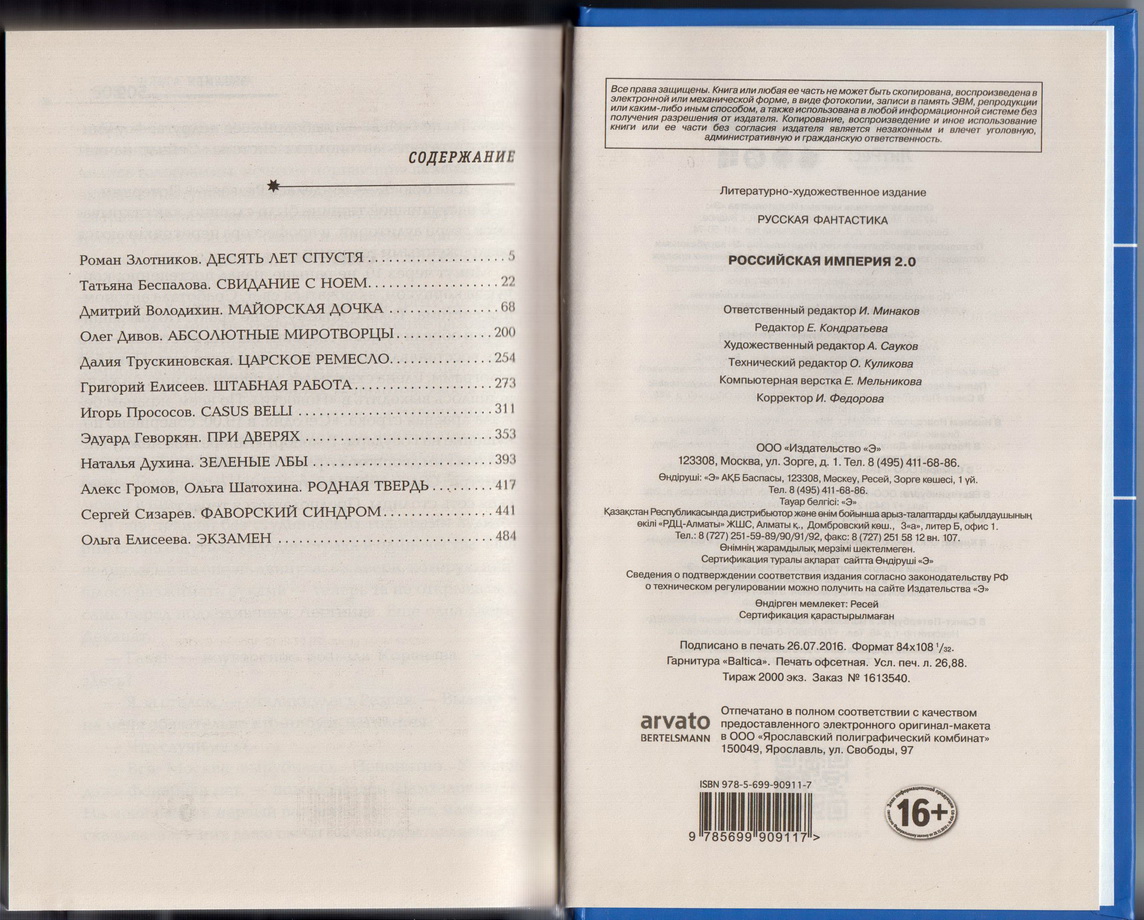 СОДЕРЖАНИЕ
Роман Злотников. ДЕСЯТЬ ЛЕТ СПУСТЯ . . . . . . . . . . . . . . . . . 5
Татьяна Беспалова. СВИДАНИЕ С НОЕМ. . . . . . . . . . . . . . . . 22
Дмитрий Володихин. МАЙОРСКАЯ ДОЧКА . . . . . . . . . . . . . . 68
Олег Дивов. АБСОЛЮТНЫЕ МИРОТВОРЦЫ . . . . . . . . . . . . 200
Далия Трускиновская. ЦАРСКОЕ РЕМЕСЛО. . . . . . . . . . . . . 254
Григорий Елисеев. ШТАБНАЯ РАБОТА . . . . . . . . . . . . . . . . . 273
Игорь Прососов. CASUS BELLI . . . . . . . . . . . . . . . . . . . . . . . . 311
Эдуард Геворкян. ПРИ ДВЕРЯХ . . . . . . . . . . . . . . . . . . . . . . . 353
Наталья Духина. ЗЕЛЕНЫЕ ЛБЫ . . . . . . . . . . . . . . . . . . . . . . 393
Алекс Громов, Ольга Шатохина. РОДНАЯ ТВЕРДЬ . . . . . . . . 417
Сергей Сизарев. ФАВОРСКИЙ СИНДРОМ . . . . . . . . . . . . . . 441
Ольга Елисеева. ЭКЗАМЕН . . . . . . . . . . . . . . . . . . . . . . . . . . 484
Все права защищены. Книга или любая ее часть не может быть скопирована, воспроизведена в
электронной или механической форме, в виде фотокопии, записи в память ЭВМ, репродукции
или каким-либо иным способом, а также использована в любой информационной системе без
получения разрешения от издателя. Копирование, воспроизведение и иное использование
книги или ее части без согласия издателя является незаконным и влечет уголовную,
административную и гражданскую ответственность.
Литературно-художественное издание
РУССКАЯ ФАНТАСТИКА
РОССИЙСКАЯ ИМПЕРИЯ 2.0
Ответственный редактор И. Минаков
Редактор Е. Кондратьева
Художественный редактор А. Сауков
Технический редактор О. Куликова
Компьютерная верстка Е. Мельникова
Корректор И. Федорова
ООО «Издательство «Э»
123308, Москва, ул. Зорге, д. 1. Тел. 8 (495) 411-68-86.
Өндіруші: «Э» АҚБ Баспасы, 123308, Мәскеу, Ресей, Зорге көшесі, 1 үй.
Тел. 8 (495) 411-68-86.
Тауар белгісі: «Э»
Қазақстан Республикасында дистрибьютор және өнім бойынша арыз-талаптарды қабылдаушының
өкілі «РДЦ-Алматы» ЖШС, Алматы қ., Домбровский көш., 3«а», литер Б, офис 1.
Тел.: 8 (727) 251-59-89/90/91/92, факс: 8 (727) 251 58 12 вн. 107.
Өнімнің жарамдылық мерзімі шектелмеген.
Сертификация туралы ақпарат сайтта Өндіруші «Э»
Сведения о подтверждении соответствия издания согласно законодательству РФ
о техническом регулировании можно получить на сайте Издательства «Э»
Өндірген мемлекет: Ресей
Сертификация қарастырылмаған
Подписано в печать 26.07.2016. Формат 84x108 1/32.
Гарнитура «Baltica». Печать офсетная. Усл. печ. л. 26,88.
Тираж 2000 экз. Заказ № 1613540.
arvato
BERTELSMANN
Отпечатано в полном соответствии с качеством
предоставленного электронного оригинал-макета
в ООО «Ярославский полиграфический комбинат»
150049, Ярославль, ул. Свободы, 97
ISBN 978-5-699-90911-7
9 785699 909117 >
16+